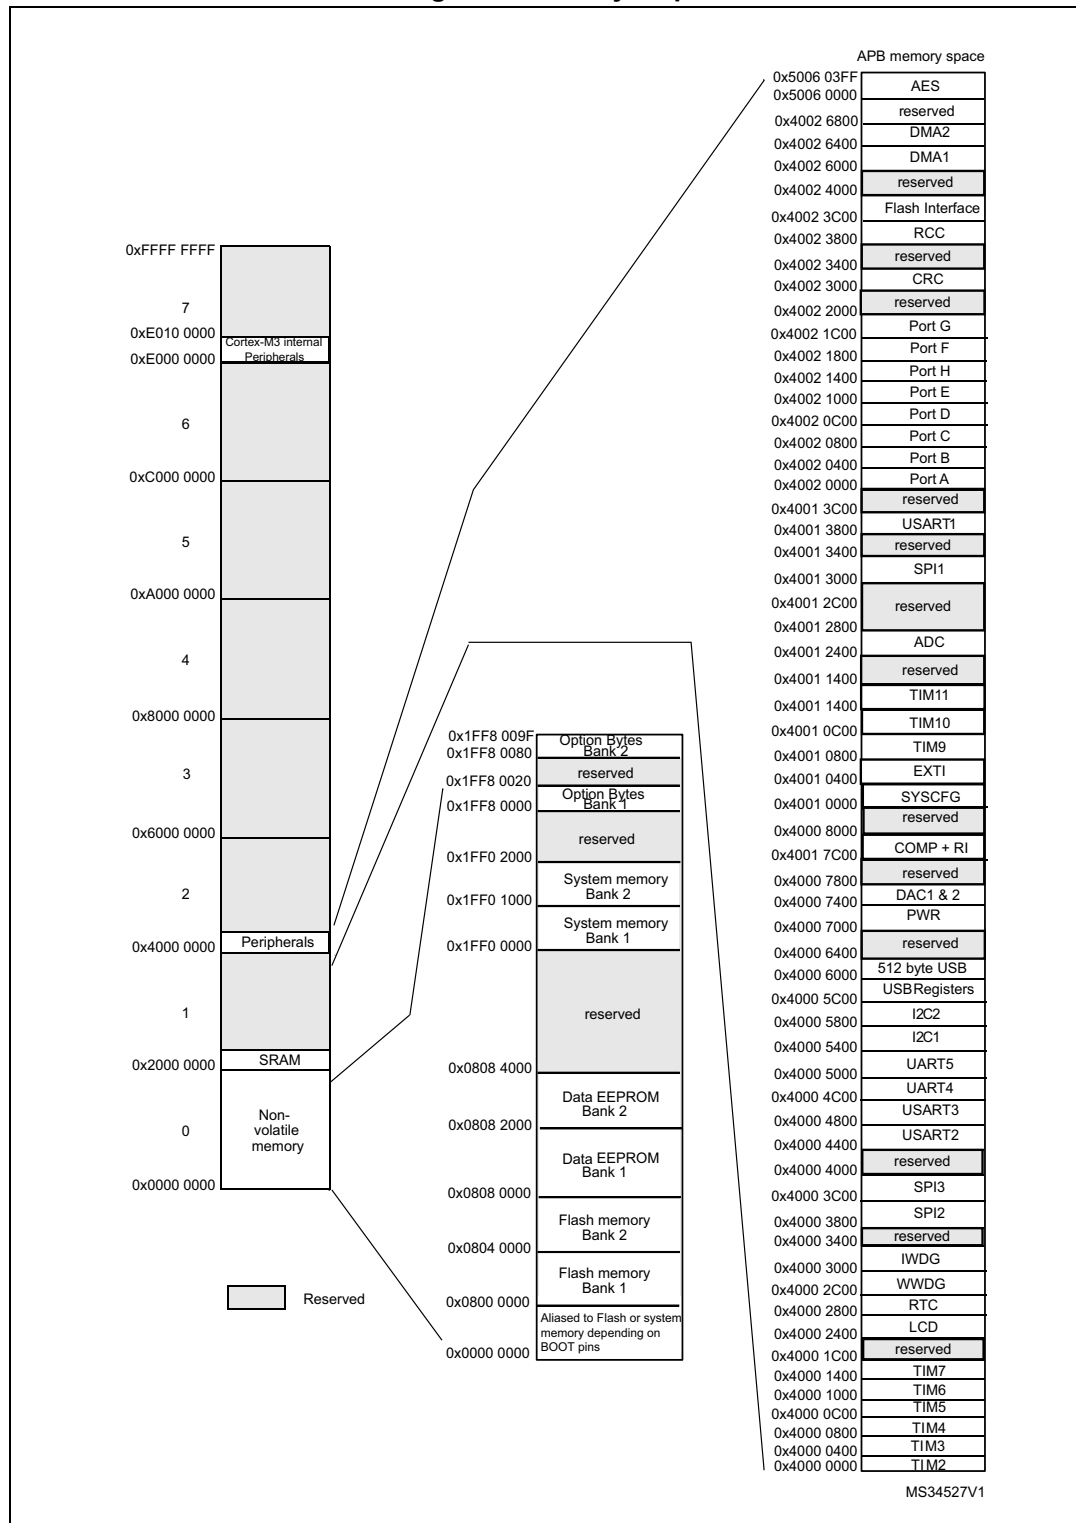 0xFFFF FFFF
7
0xE010 0000
Cortex-M3 internal
Peripherals
0xE000 0000
6
0xC000 0000
5
0xA000 0000
4
0x8000 0000
3
0x6000 0000
2
0x4000 0000
Peripherals
1
0x2000 0000
SRAM
0
Non-
volatile
memory
0x0000 0000
Reserved
0x1FF8 009F
Option Bytes
Bank 2
0x1FF8 0080
reserved
0x1FF8 0020
Option Bytes
Bank 1
0x1FF8 0000
reserved
0x1FF0 2000
System memory
Bank 2
0x1FF0 1000
System memory
Bank 1
0x1FF0 0000
reserved
0x0808 4000
Data EEPROM
Bank 2
0x0808 2000
Data EEPROM
Bank 1
0x0808 0000
Flash memory
Bank 2
0x0804 0000
Flash memory
Bank 1
0x0800 0000
Aliased to Flash or system
memory depending on
BOOT pins
0x0000 0000
APB memory space
0x5006 03FF
AES
0x5006 0000
reserved
0x4002 6800
DMA2
0x4002 6400
DMA1
0x4002 6000
reserved
0x4002 4000
Flash Interface
0x4002 3C00
RCC
0x4002 3800
reserved
0x4002 3400
CRC
0x4002 3000
reserved
0x4002 2000
Port G
0x4002 1C00
Port F
0x4002 1800
Port H
0x4002 1400
Port E
0x4002 1000
Port D
0x4002 0C00
Port C
0x4002 0800
Port B
0x4002 0400
Port A
0x4002 0000
reserved
0x4001 3C00
USART1
0x4001 3800
reserved
0x4001 3400
SPI1
0x4001 3000
0x4001 2C00
reserved
0x4001 2800
ADC
0x4001 2400
reserved
0x4001 1400
TIM11
0x4001 1400
TIM10
0x4001 0C00
TIM9
0x4001 0800
EXTI
0x4001 0400
SYSCFG
0x4001 0000
reserved
0x4000 8000
COMP + RI
0x4001 7C00
reserved
0x4000 7800
DAC1 & 2
0x4000 7400
PWR
0x4000 7000
reserved
0x4000 6400
512 byte USB
0x4000 6000
USB Registers
0x4000 5C00
I2C2
0x4000 5800
I2C1
0x4000 5400
UART5
0x4000 5000
UART4
0x4000 4C00
USART3
0x4000 4800
USART2
0x4000 4400
reserved
0x4000 4000
SPI3
0x4000 3C00
SPI2
0x4000 3800
reserved
0x4000 3400
IWDG
0x4000 3000
WWDG
0x4000 2C00
RTC
0x4000 2800
LCD
0x4000 2400
reserved
0x4000 1C00
TIM7
0x4000 1400
TIM6
0x4000 1000
TIM5
0x4000 0C00
TIM4
0x4000 0800
TIM3
0x4000 0400
TIM2
0x4000 0000
MS34527V1